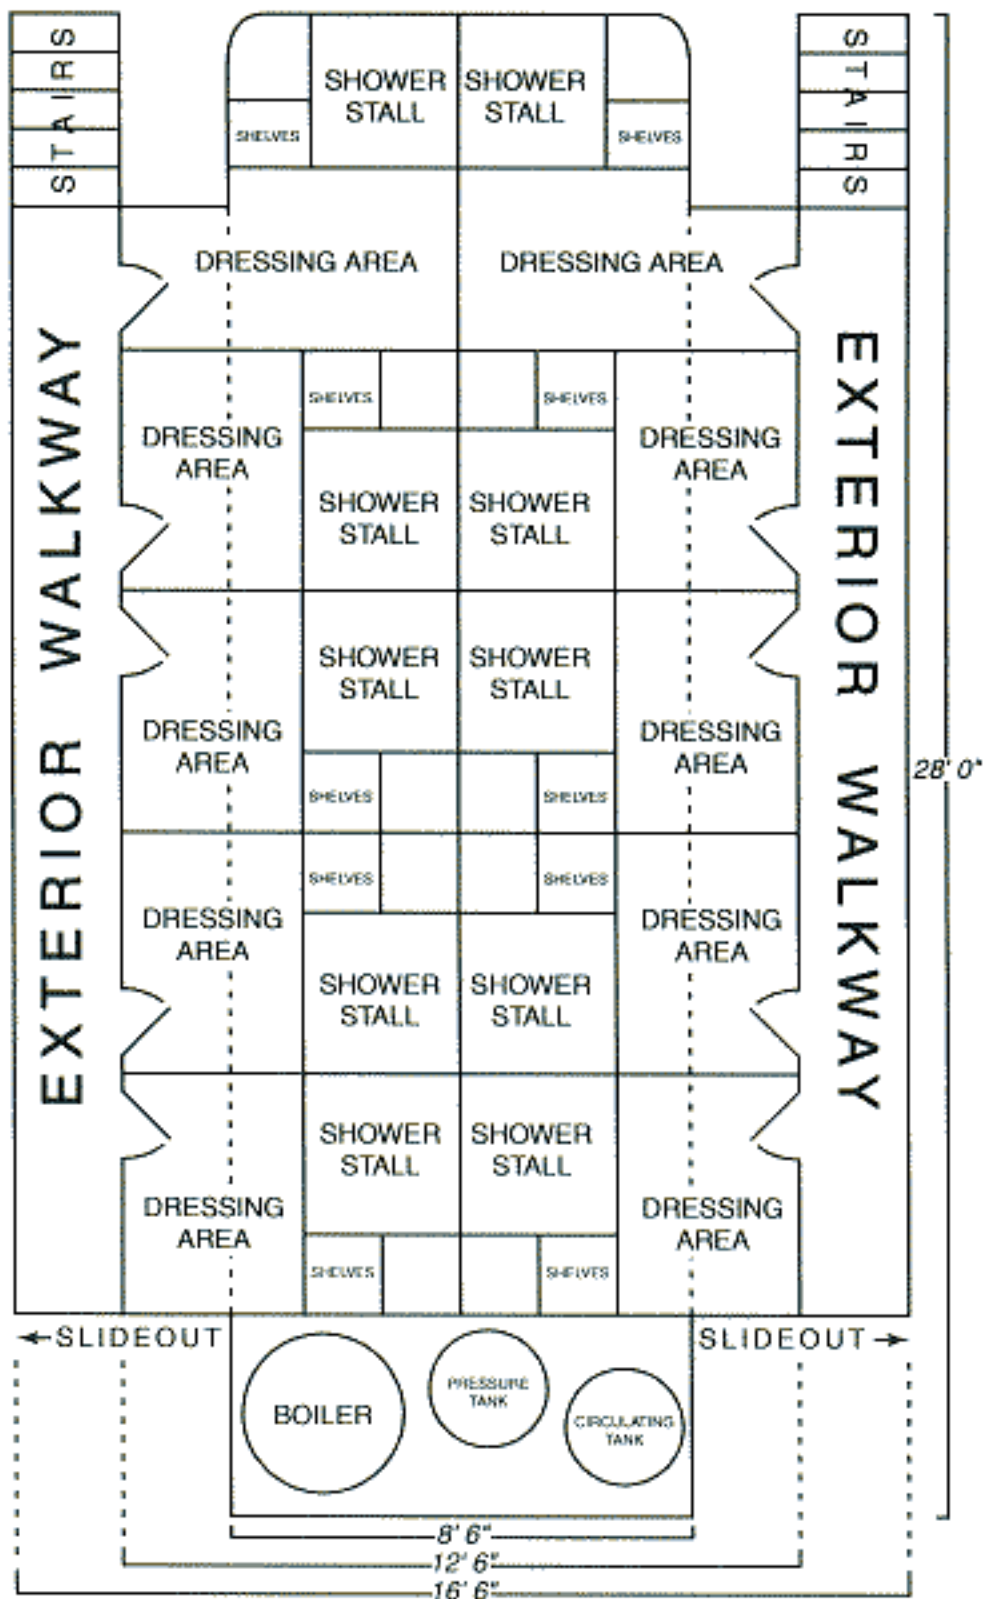 STAIRS
STAIRS
SHOWER STALL
SHOWER STALL
SHELVES
SHELVES
DRESSING AREA
DRESSING AREA
EXTERIOR WALKWAY
EXTERIOR WALKWAY
SHELVES
SHELVES
DRESSING AREA
DRESSING AREA
SHOWER STALL
SHOWER STALL
SHOWER STALL
SHOWER STALL
DRESSING AREA
DRESSING AREA
28' 0"
SHELVES
SHELVES
SHELVES
SHELVES
DRESSING AREA
DRESSING AREA
SHOWER STALL
SHOWER STALL
SHOWER STALL
SHOWER STALL
DRESSING AREA
DRESSING AREA
SHELVES
SHELVES
←SLIDEOUT
SLIDEOUT→
BOILER
PRESSURE TANK
CIRCULATING TANK
8' 6"
12' 6"
16' 6"